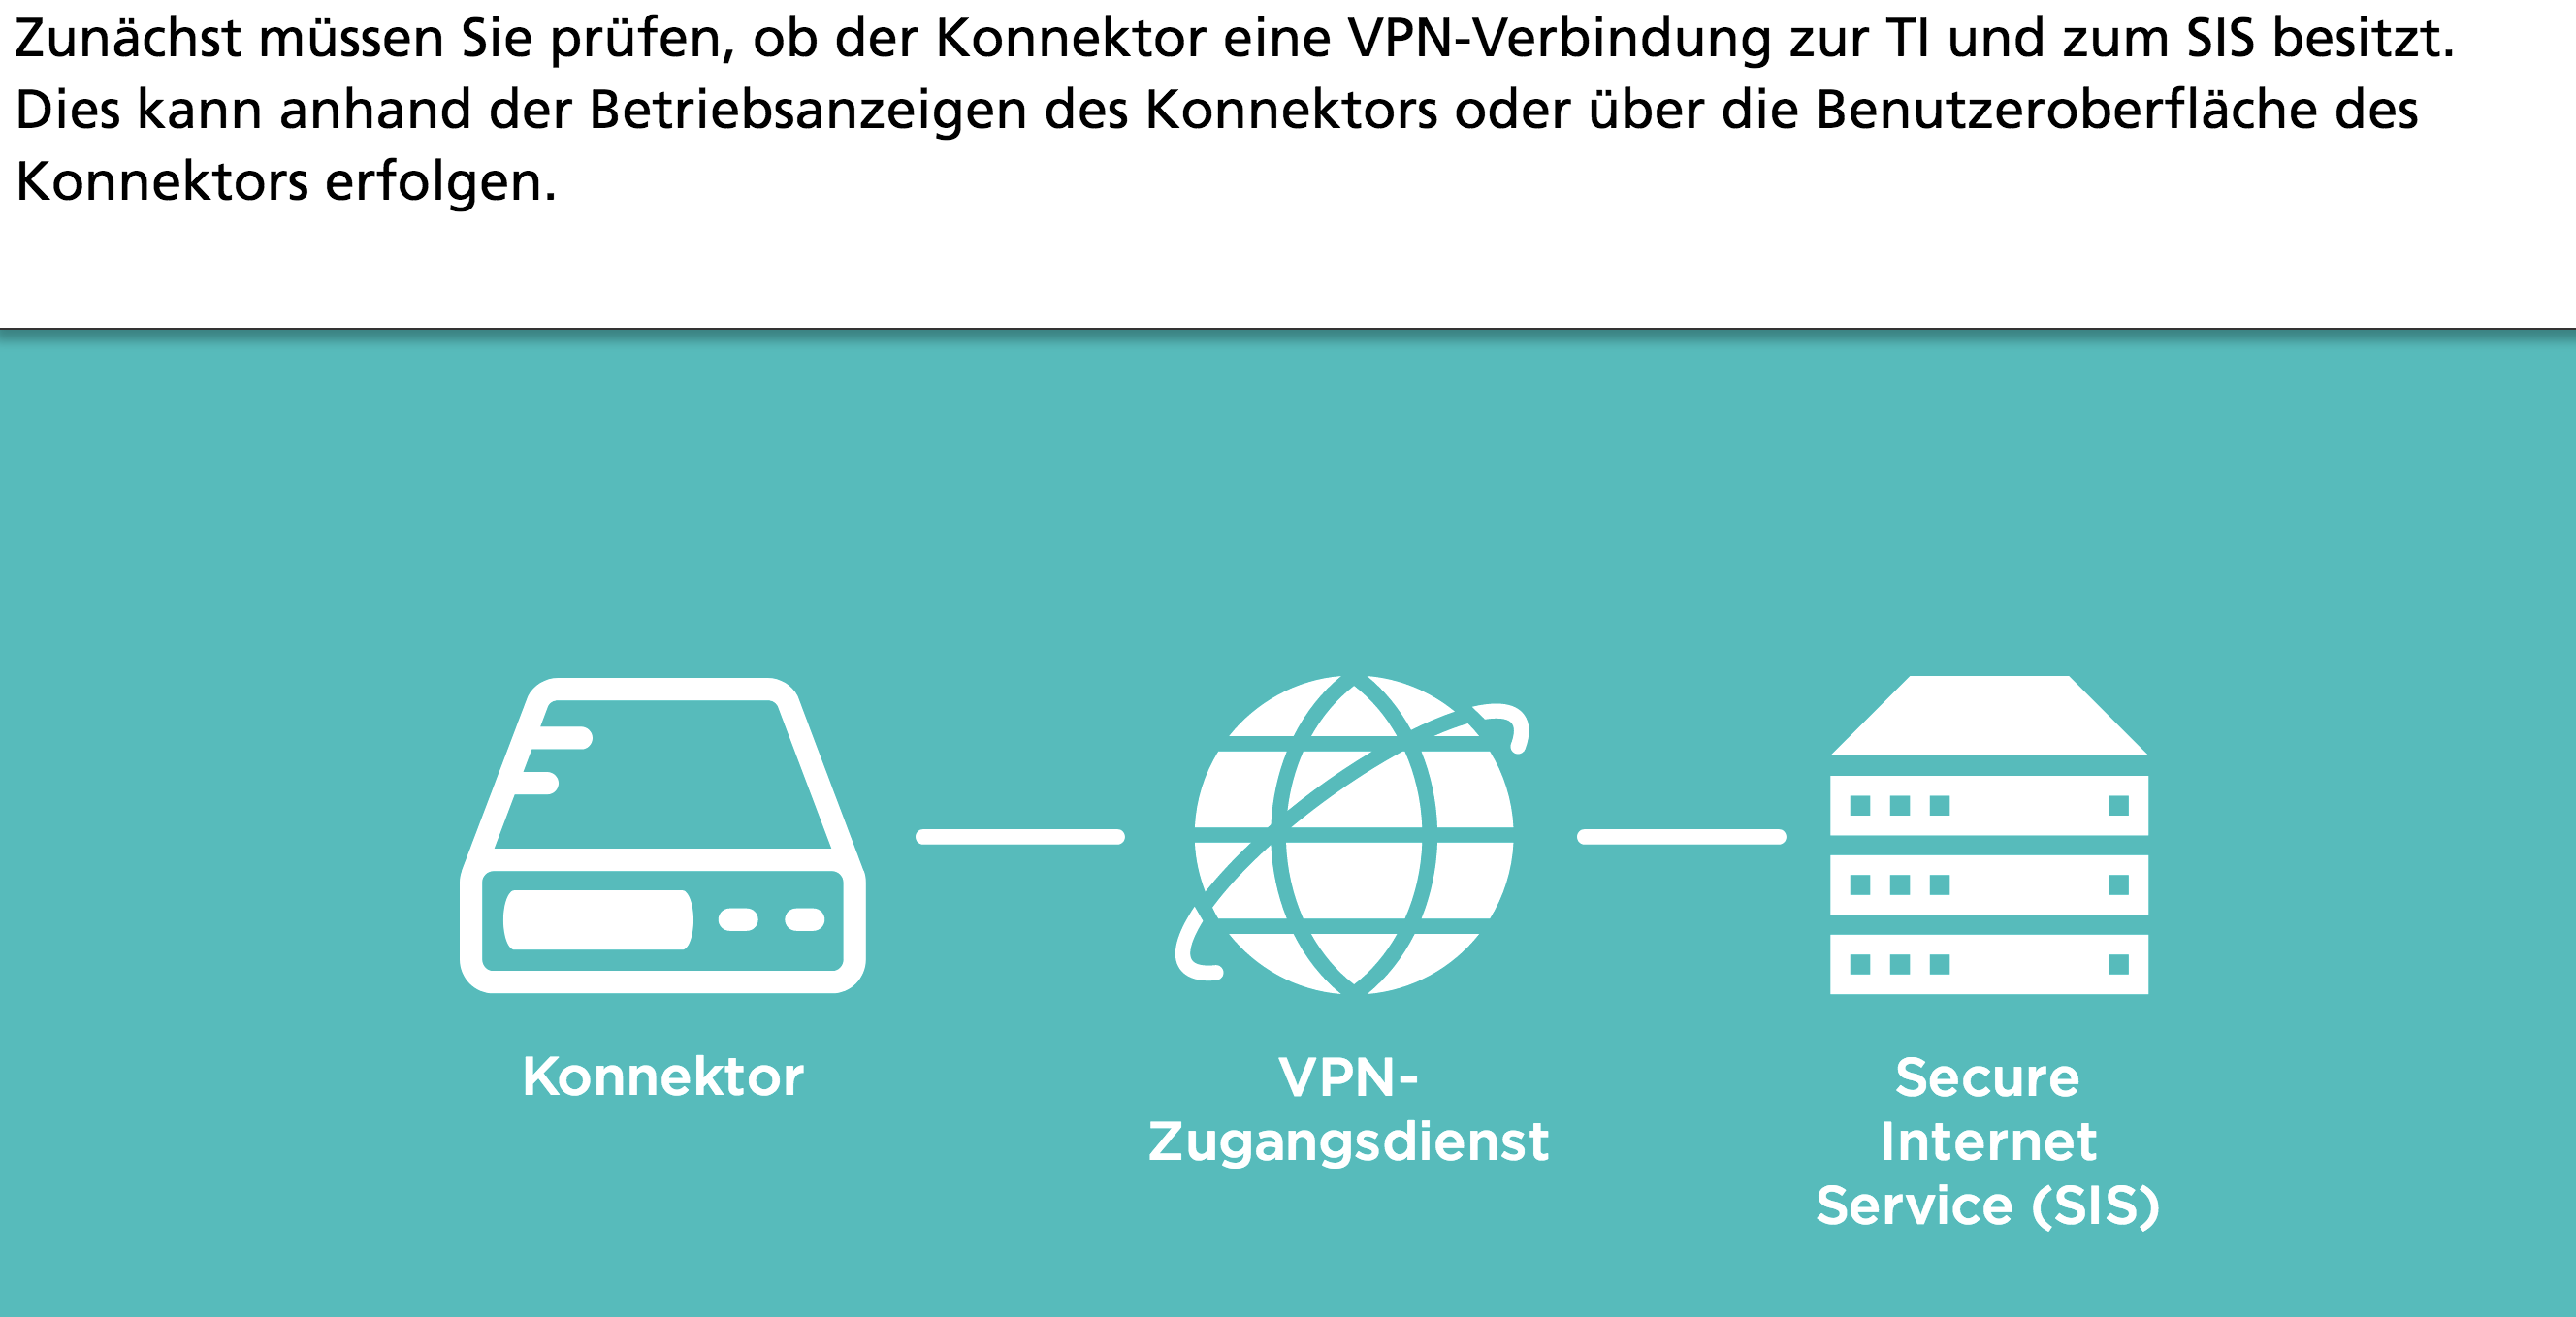 Zunächst müssen Sie prüfen, ob der Konnektor eine VPN-Verbindung zur TI und zum SIS besitzt.
Dies kann anhand der Betriebsanzeigen des Konnektors oder über die Benutzeroberfläche des
Konnektors erfolgen.
Konnektor
VPN-
Zugangsdienst
Secure
Internet
Service (SIS)